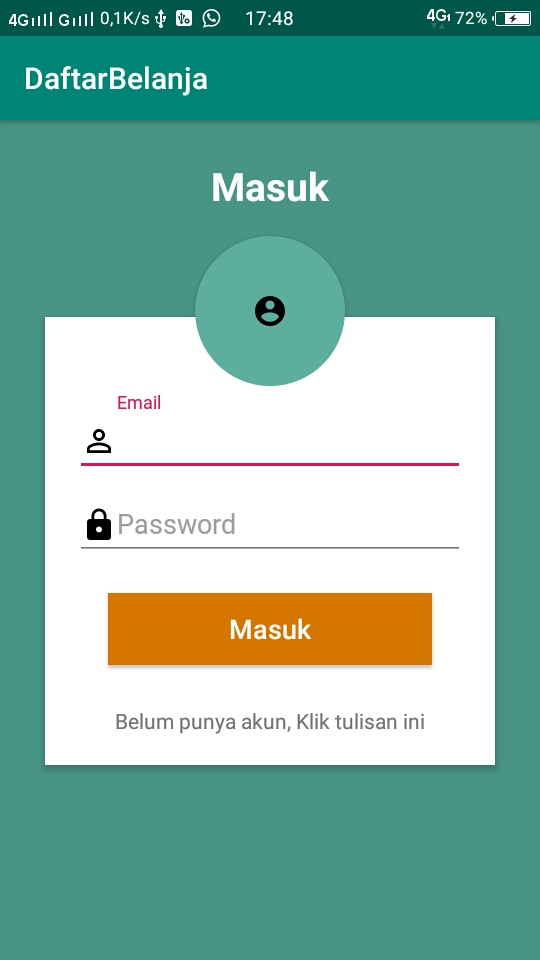 4G G 0,1K/s 17:48 4G 72%
DaftarBelanja
Masuk
Email
Password
Masuk
Belum punya akun, Klik tulisan ini